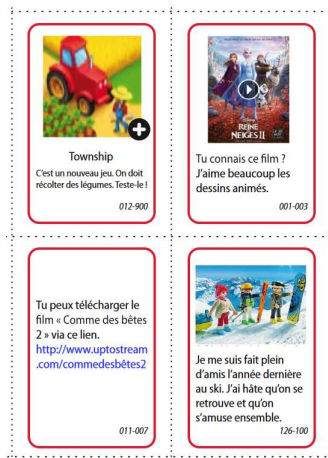 Township
C'est un nouveau jeu. On doit
récolter des légumes. Teste-le !
012-900
Disney
LA
REINE
DES
NEIGES II
Tu connais ce film ?
J'aime beaucoup les
dessins animés.
001-003
Tu peux télécharger le
film « Comme des bêtes
2 » via ce lien.
http://www.uptostream
.com/commedesbêtes2
011-007
Je me suis fait plein
d'amis l'année dernière
au ski. J'ai hâte qu'on se
retrouve et qu'on
s'amuse ensemble.
126-100